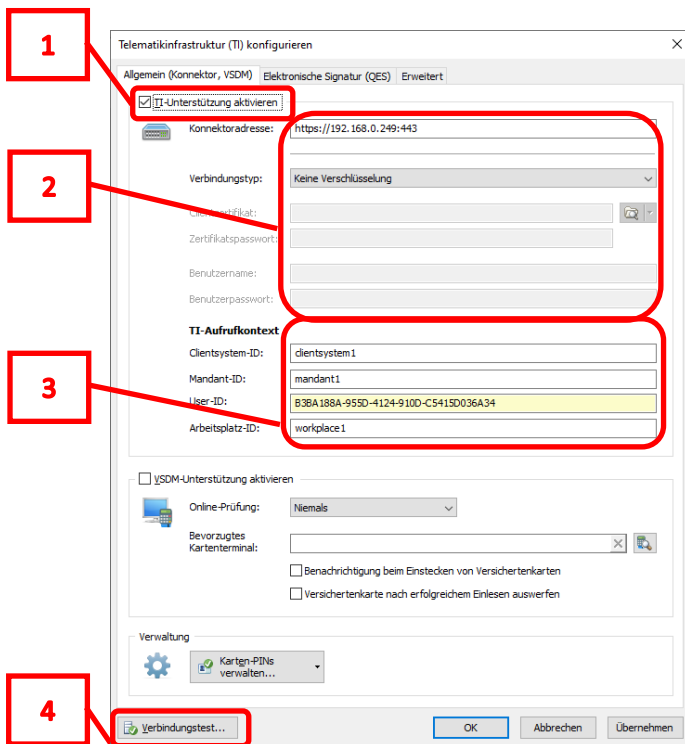 1
Telematikinfrastruktur (TI) konfigurieren
Allgemein (Konnektor, VSDM) Elektronische Signatur (QES) Erweitert
TI-Unterstützung aktivieren
Konnektoradresse: https://192.168.0.249:443
2
Verbindungstyp: Keine Verschlüsselung
Clientzertifikat:
Zertifikatspasswort:
Benutzername:
Benutzerpasswort:
TI-Aufrufkontext
3
Clientsystem-ID: clientsystem1
Mandant-ID: mandant1
User-ID: B3BA188A-955D-4124-910D-C5415D036A34
Arbeitsplatz-ID: workplace1
VSDM-Unterstützung aktivieren
Online-Prüfung: Niemals
Bevorzugtes
Kartenterminal:
Benachrichtigung beim Einstecken von Versichertenkarten
Versichertenkarte nach erfolgreichem Einlesen auswerfen
Verwaltung
Karten-PINs
verwalten...
4
Verbindungstest... OK Abbrechen Übernehmen